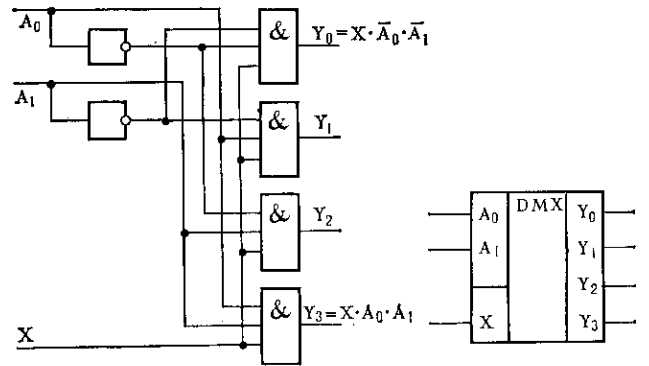 A₀
& Y₀ = X·Ā₀·Ā₁
A₁
& Y₁
& Y₂
& Y₃ = X·A₀·A₁
X
DMX
A₀ Y₀
A₁ Y₁
Y₂
X Y₃